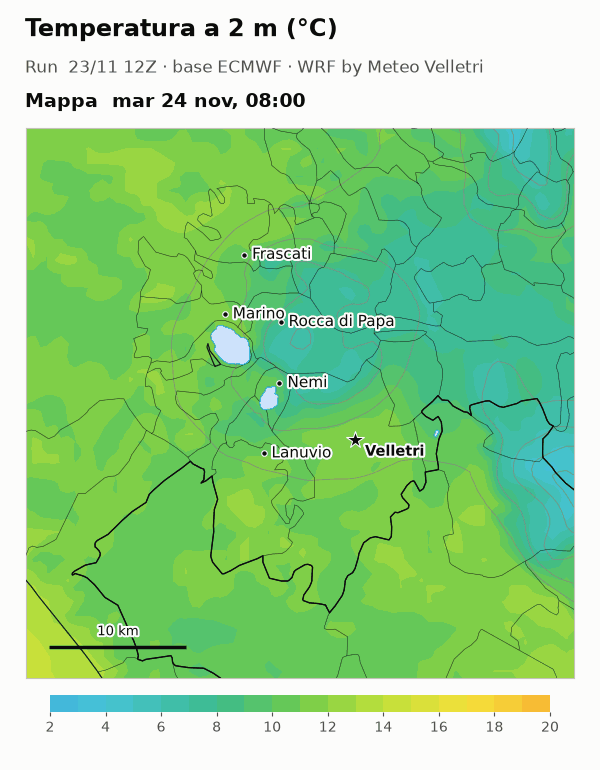 Temperatura a 2 m (°C)
Run  23/11 12Z · base ECMWF · WRF by Meteo Velletri
Mappa  mar 24 nov, 08:00
Frascati
Marino
Rocca di Papa
Nemi
Velletri
Lanuvio
10 km
2 4 6 8 10 12 14 16 18 20